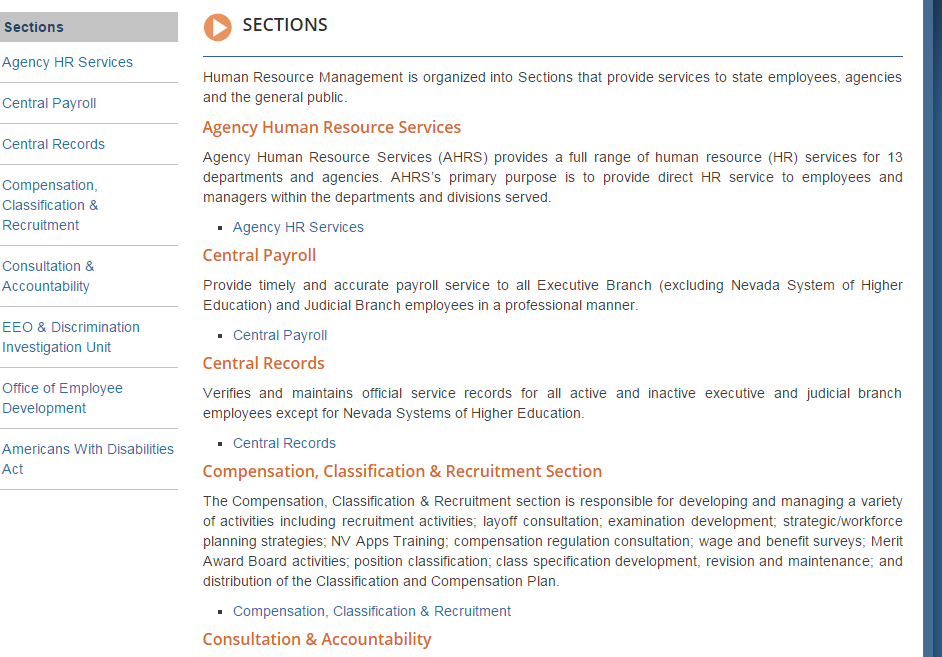 Sections
Agency HR Services
Central Payroll
Central Records
Compensation,
Classification &
Recruitment
Consultation &
Accountability
EEO & Discrimination
Investigation Unit
Office of Employee
Development
Americans With Disabilities
Act
SECTIONS
Human Resource Management is organized into Sections that provide services to state employees, agencies
and the general public.
Agency Human Resource Services
Agency Human Resource Services (AHRS) provides a full range of human resource (HR) services for 13
departments and agencies. AHRS's primary purpose is to provide direct HR service to employees and
managers within the departments and divisions served.
Agency HR Services
Central Payroll
Provide timely and accurate payroll service to all Executive Branch (excluding Nevada System of Higher
Education) and Judicial Branch employees in a professional manner.
Central Payroll
Central Records
Verifies and maintains official service records for all active and inactive executive and judicial branch
employees except for Nevada Systems of Higher Education.
Central Records
Compensation, Classification & Recruitment Section
The Compensation, Classification & Recruitment section is responsible for developing and managing a variety
of activities including recruitment activities; layoff consultation; examination development; strategic/workforce
planning strategies; NV Apps Training; compensation regulation consultation; wage and benefit surveys; Merit
Award Board activities; position classification; class specification development, revision and maintenance; and
distribution of the Classification and Compensation Plan.
Compensation, Classification & Recruitment
Consultation & Accountability